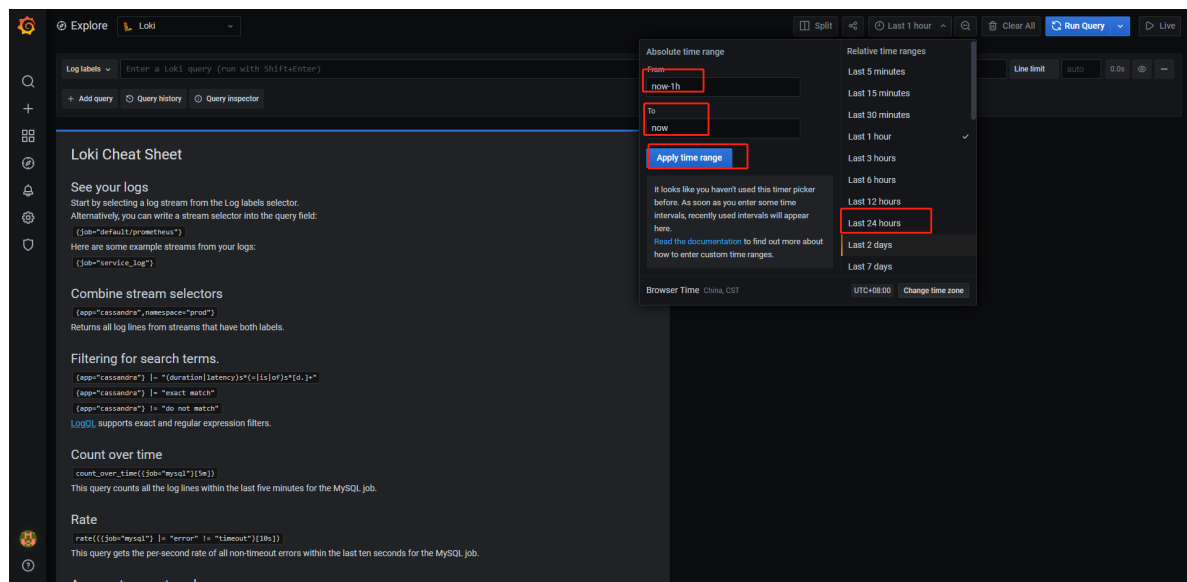 Explore
Loki
Split
Last 1 hour
Clear All
Run Query
Live
Log labels
Enter a Loki query (run with Shift+Enter)
Line limit
auto
0.0s
+ Add query
Query history
Query inspector
Absolute time range
From
now-1h
To
now
Apply time range
It looks like you haven't used this timer picker
before. As soon as you enter some time
intervals, recently used intervals will appear
here.
Read the documentation to find out more about
how to enter custom time ranges.
Relative time ranges
Last 5 minutes
Last 15 minutes
Last 30 minutes
Last 1 hour
Last 3 hours
Last 6 hours
Last 12 hours
Last 24 hours
Last 2 days
Last 7 days
Browser Time China, CST
UTC+08:00
Change time zone
Loki Cheat Sheet
See your logs
Start by selecting a log stream from the Log labels selector.
Alternatively, you can write a stream selector into the query field:
{job="default/prometheus"}
Here are some example streams from your logs:
{job="service_log"}
Combine stream selectors
{app="cassandra",namespace="prod"}
Returns all log lines from streams that have both labels.
Filtering for search terms.
{app="cassandra"} |~ "(duration|latency)s*(=|is|of)s*[d.]+"
{app="cassandra"} |= "exact match"
{app="cassandra"} != "do not match"
LogQL supports exact and regular expression filters.
Count over time
count_over_time({job="mysql"}[5m])
This query counts all the log lines within the last five minutes for the MySQL job.
Rate
rate(({job="mysql"} |= "error" != "timeout")[10s])
This query gets the per-second rate of all non-timeout errors within the last ten seconds for the MySQL job.